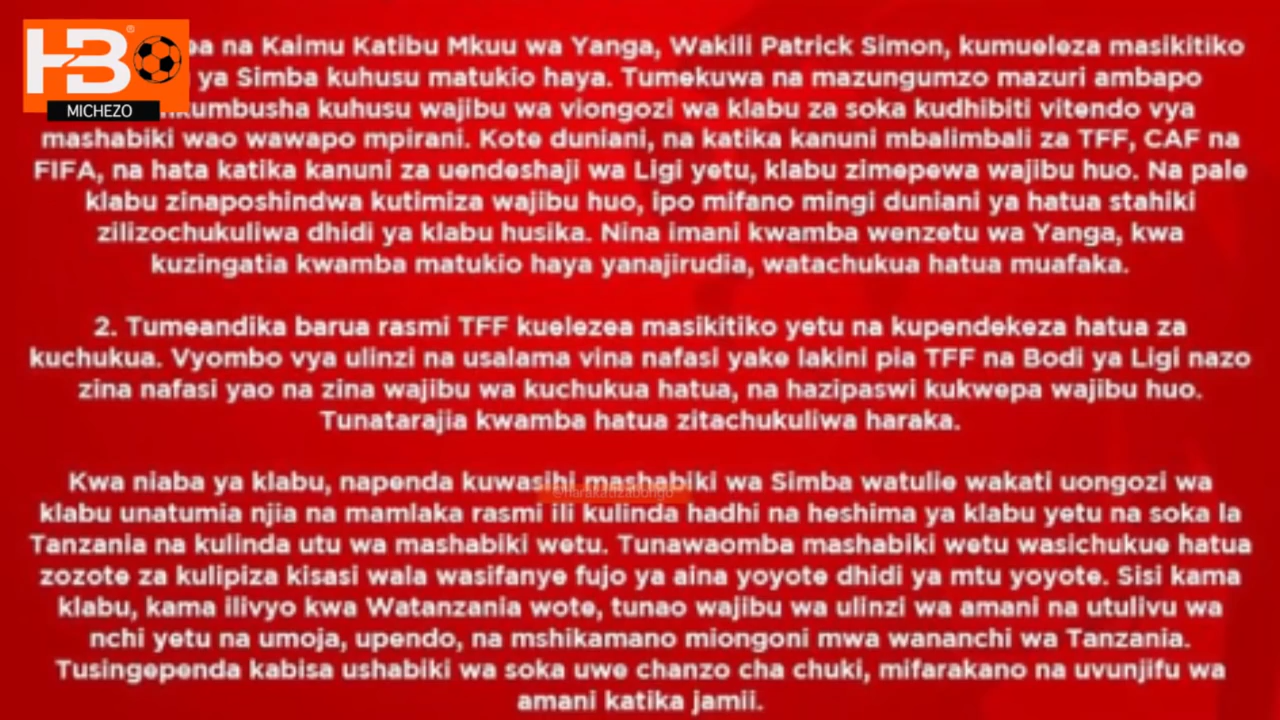 HB
MICHEZO
na Kaimu Katibu Mkuu wa Yanga, Wakili Patrick Simon, kumueleza masikitiko
ya Simba kuhusu matukio haya. Tumekuwa na mazungumzo mazuri ambapo
kuhusu wajibu wa viongozi wa klabu za soka kudhibiti vitendo vya
mashabiki wao wawapo mpirani. Kote duniani, na katika kanuni mbalimbali za TFF, CAF na
FIFA, na hata katika kanuni za uendeshaji wa Ligi yetu, klabu zimepewa wajibu huo. Na pale
klabu zinaposhindwa kutimiza wajibu huo, ipo mifano mingi duniani ya hatua stahiki
zilizochukuliwa dhidi ya klabu husika. Nina imani kwamba wenzetu wa Yanga, kwa
kuzingatia kwamba matukio haya yanajirudia, watachukua hatua muafaka.
2. Tumeandika barua rasmi TFF kuelezea masikitiko yetu na kupendekeza hatua za
kuchukua. Vyombo vya ulinzi na usalama vina nafasi yake lakini pia TFF na Bodi ya Ligi nazo
zina nafasi yao na zina wajibu wa kuchukua hatua, na hazipaswi kukwepa wajibu huo.
Tunatarajia kwamba hatua zitachukuliwa haraka.
Kwa niaba ya klabu, napenda kuwasihi mashabiki wa Simba watulie wakati uongozi wa
@harakatizabongo
klabu unatumia njia na mamlaka rasmi ili kulinda hadhi na heshima ya klabu yetu na soka la
Tanzania na kulinda utu wa mashabiki wetu. Tunawaomba mashabiki wetu wasichukue hatua
zozote za kulipiza kisasi wala wasifanye fujo ya aina yoyote dhidi ya mtu yoyote. Sisi kama
klabu, kama ilivyo kwa Watanzania wote, tunao wajibu wa ulinzi wa amani na utulivu wa
nchi yetu na umoja, upendo, na mshikamano miongoni mwa wananchi wa Tanzania.
Tusingependa kabisa ushabiki wa soka uwe chanzo cha chuki, mifarakano na uvunjifu wa
amani katika jamii.